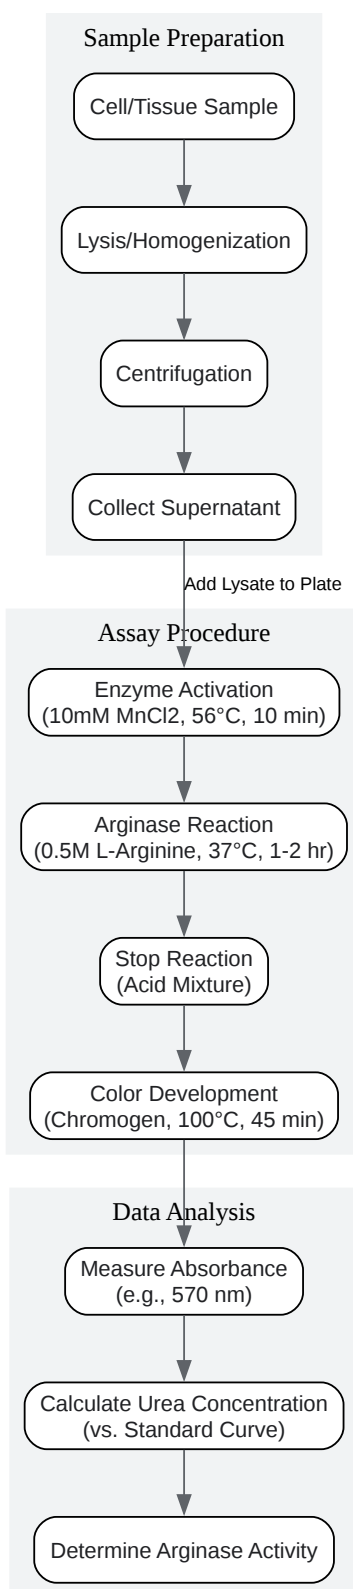 Sample Preparation
Cell/Tissue Sample
Lysis/Homogenization
Centrifugation
Collect Supernatant
Add Lysate to Plate
Assay Procedure
Enzyme Activation
(10mM MnCl2, 56°C, 10 min)
Arginase Reaction
(0.5M L-Arginine, 37°C, 1-2 hr)
Stop Reaction
(Acid Mixture)
Color Development
(Chromogen, 100°C, 45 min)
Data Analysis
Measure Absorbance
(e.g., 570 nm)
Calculate Urea Concentration
(vs. Standard Curve)
Determine Arginase Activity